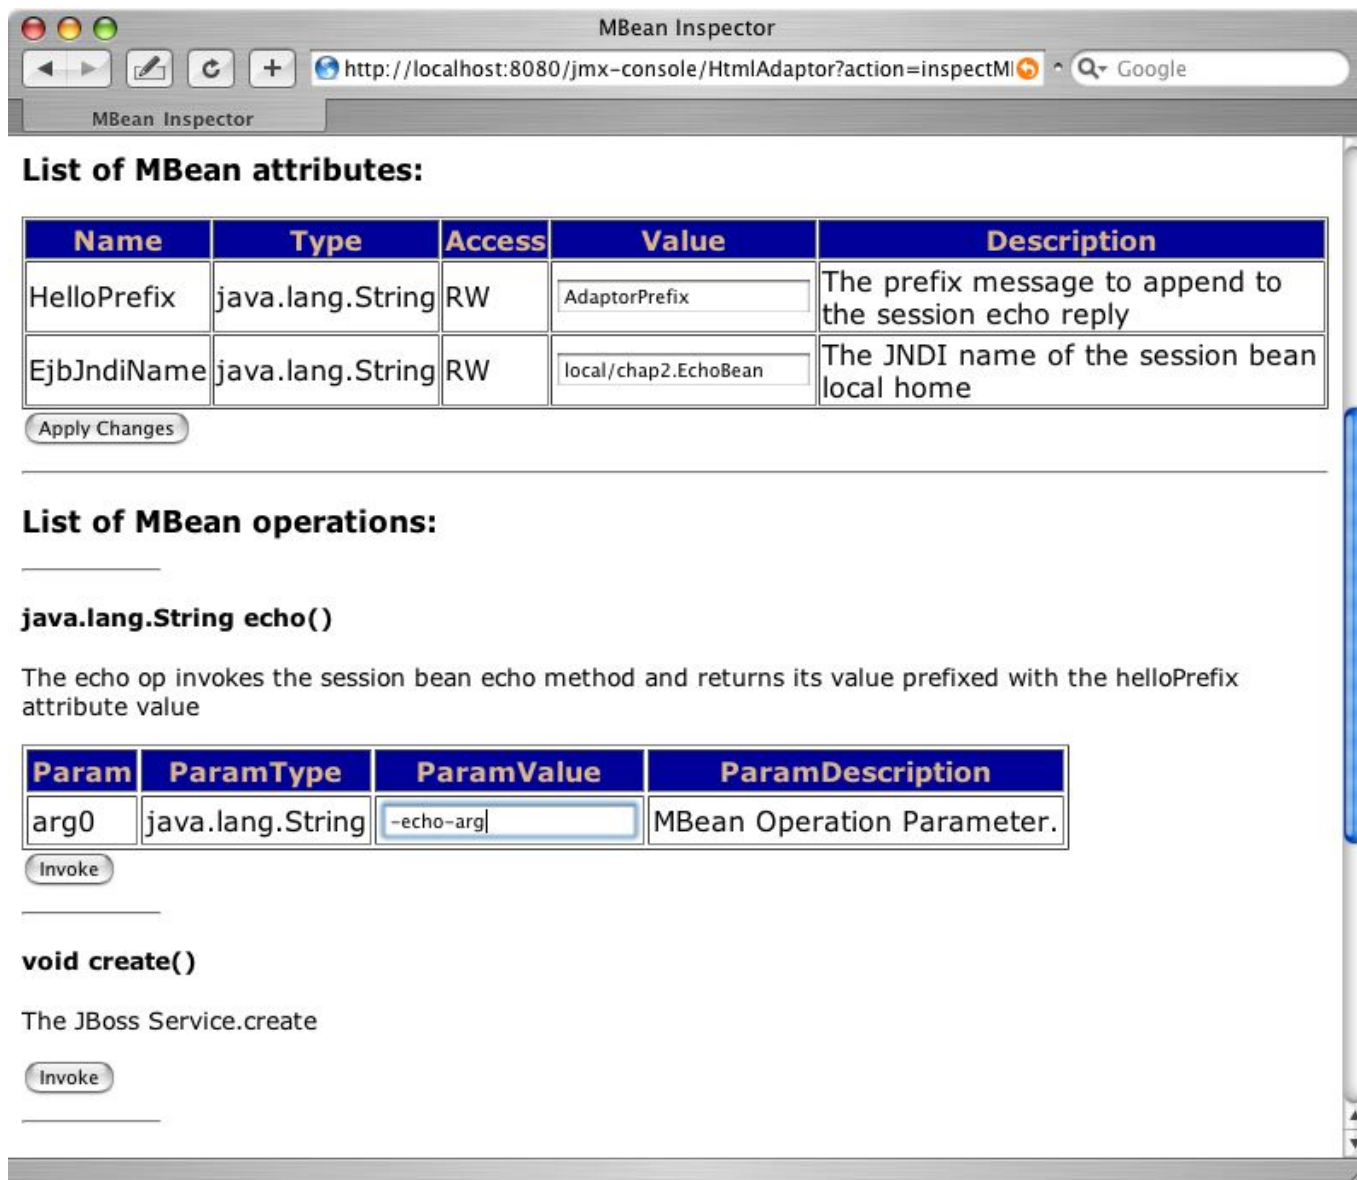 MBean Inspector
http://localhost:8080/jmx-console/HtmlAdaptor?action=inspectM
Google
MBean Inspector
List of MBean attributes:
Name Type Access Value Description
HelloPrefix java.lang.String RW AdaptorPrefix The prefix message to append to
the session echo reply
EjbJndiName java.lang.String RW local/chap2.EchoBean The JNDI name of the session bean
local home
Apply Changes
List of MBean operations:
java.lang.String echo()
The echo op invokes the session bean echo method and returns its value prefixed with the helloPrefix
attribute value
Param ParamType ParamValue ParamDescription
arg0 java.lang.String -echo-arg MBean Operation Parameter.
Invoke
void create()
The JBoss Service.create
Invoke